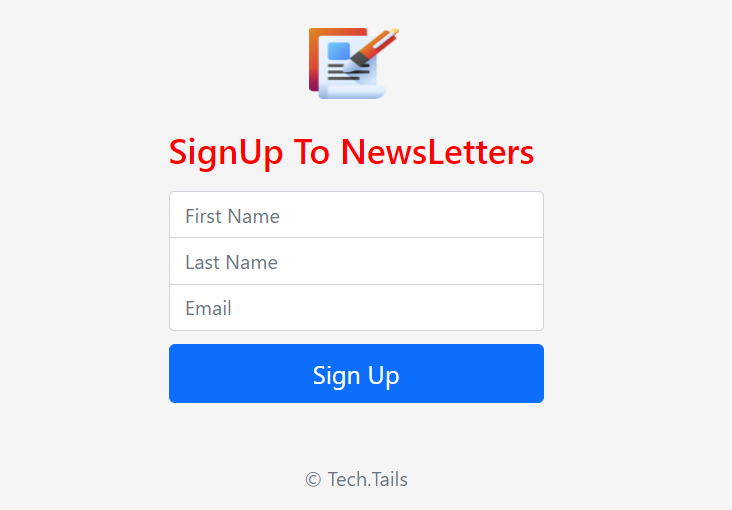 SignUp To NewsLetters
First Name
Last Name
Email
Sign Up
© Tech.Tails